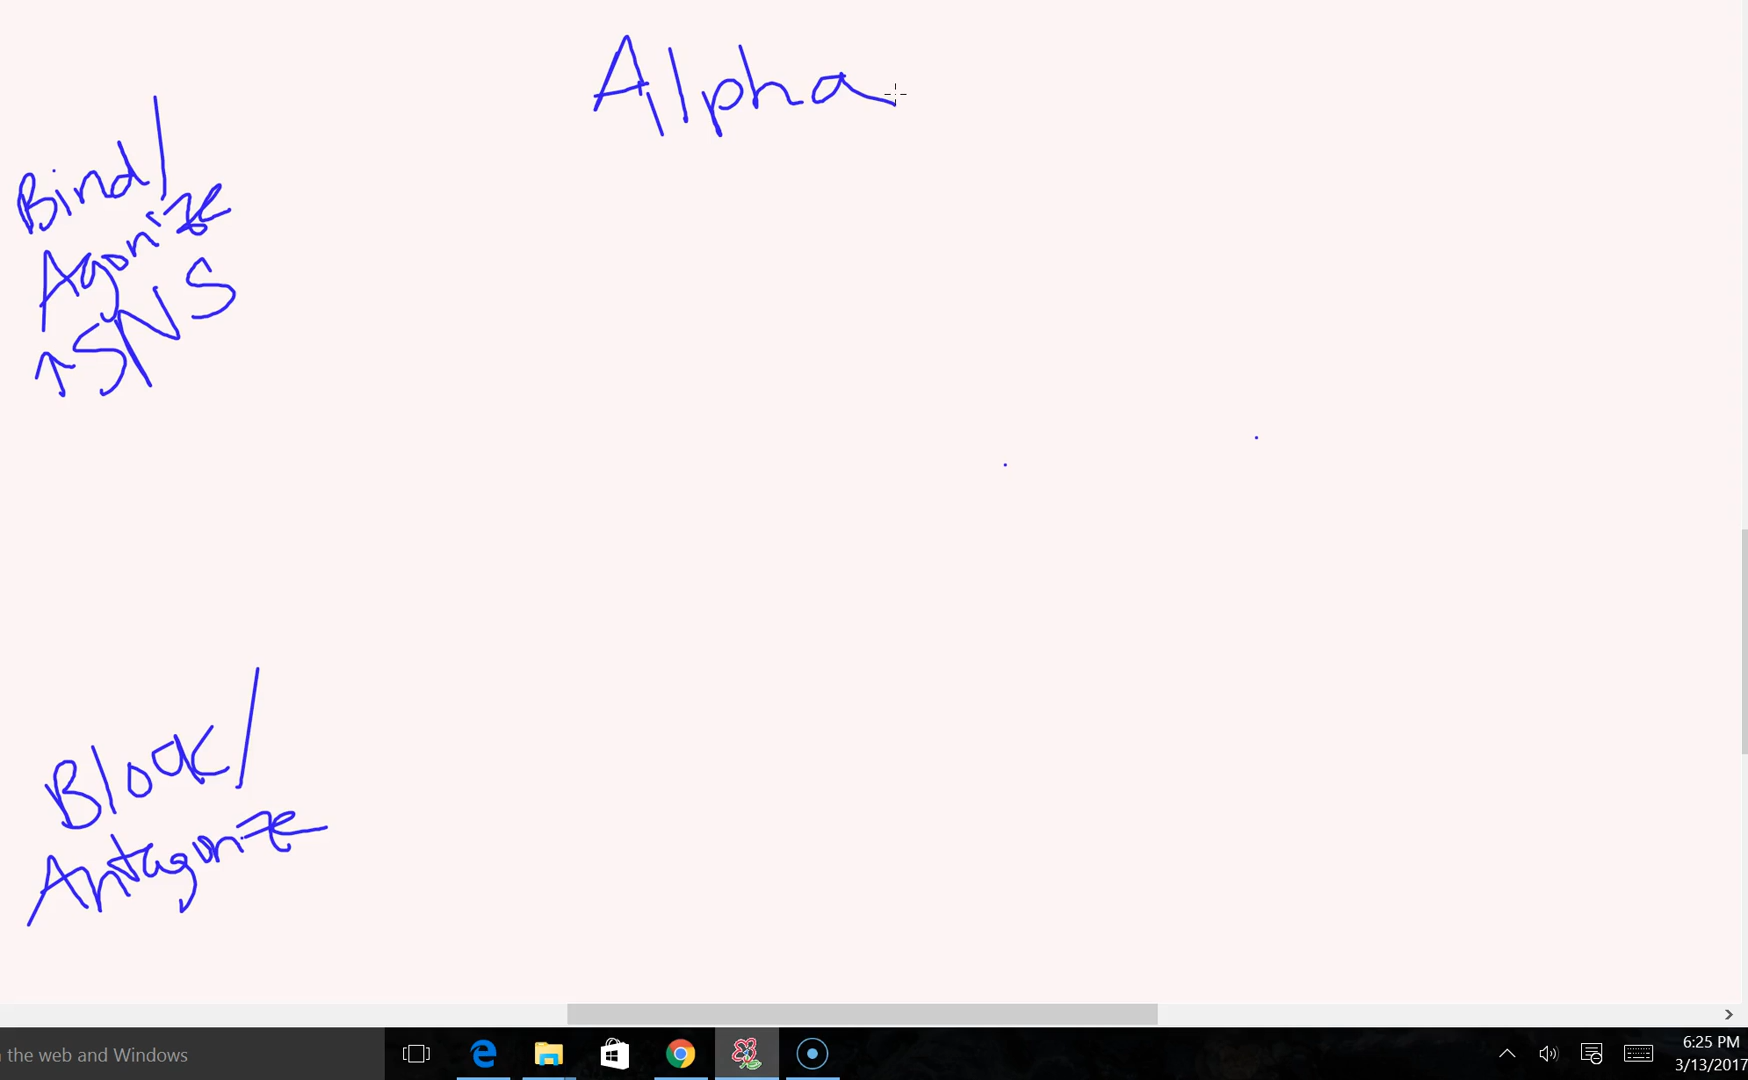 Alpha
Bind/
Agonize
↑SNS
Block/
Antagonize
the web and Windows
6:25 PM
3/13/2017